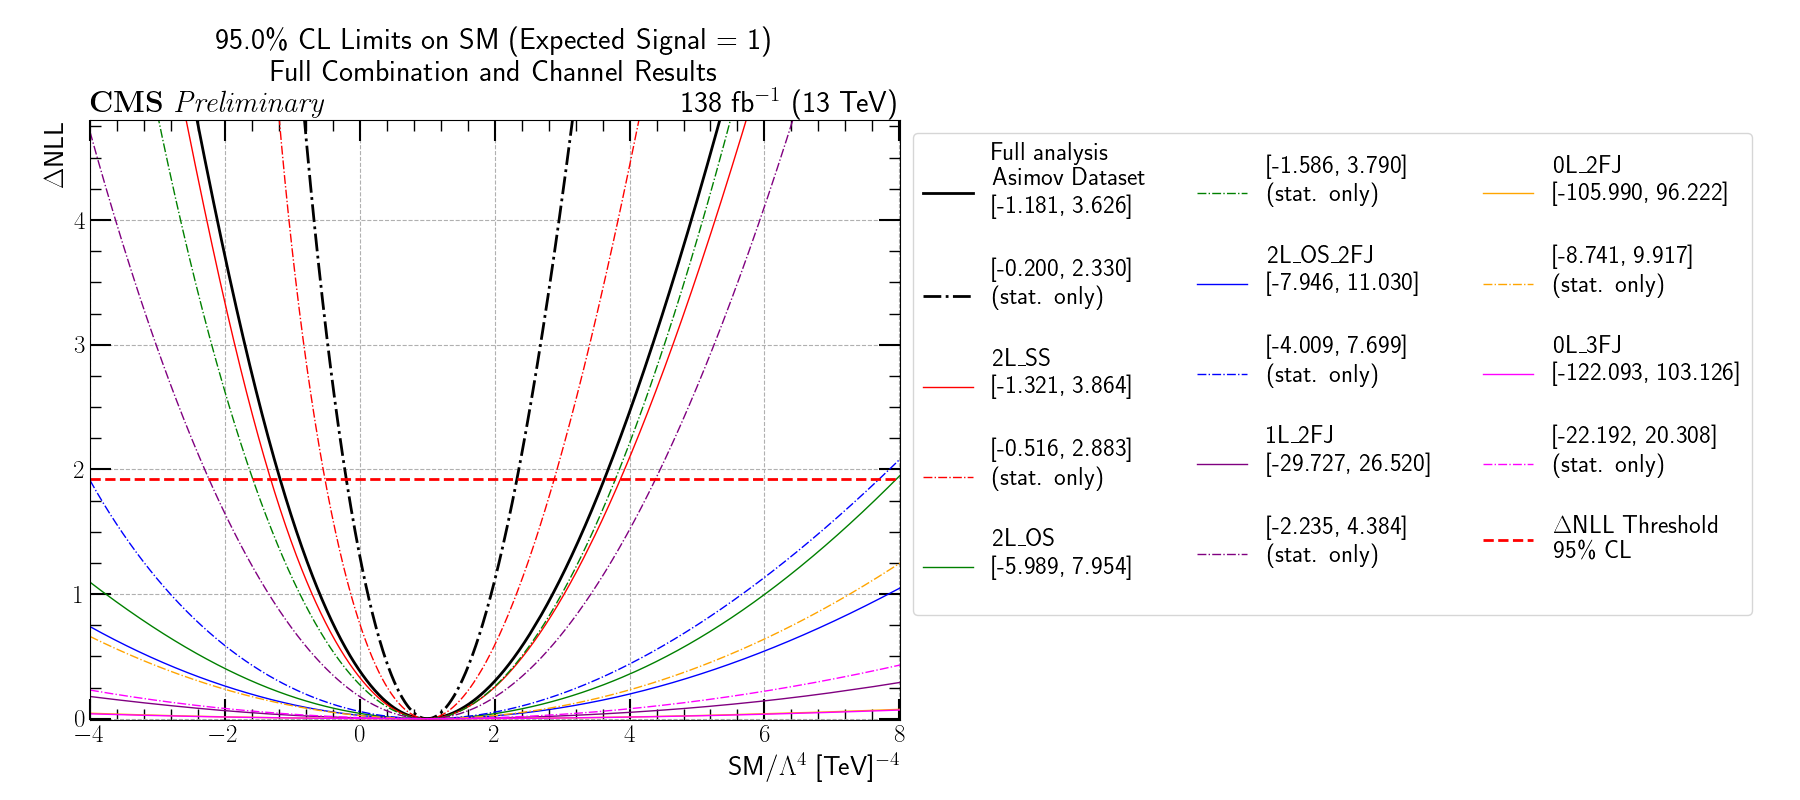 95.0% CL Limits on SM (Expected Signal = 1)
Full Combination and Channel Results
CMS Preliminary
138 fb⁻¹ (13 TeV)
ΔNLL
4
3
2
1
0
−4
−2
0
2
4
6
8
SM/Λ⁴ [TeV]⁻⁴
Full analysis
Asimov Dataset
[-1.181, 3.626]
[-0.200, 2.330]
(stat. only)
2L_SS
[-1.321, 3.864]
[-0.516, 2.883]
(stat. only)
2L_OS
[-5.989, 7.954]
[-1.586, 3.790]
(stat. only)
2L_OS_2FJ
[-7.946, 11.030]
[-4.009, 7.699]
(stat. only)
1L_2FJ
[-29.727, 26.520]
[-2.235, 4.384]
(stat. only)
0L_2FJ
[-105.990, 96.222]
[-8.741, 9.917]
(stat. only)
0L_3FJ
[-122.093, 103.126]
[-22.192, 20.308]
(stat. only)
ΔNLL Threshold
95% CL